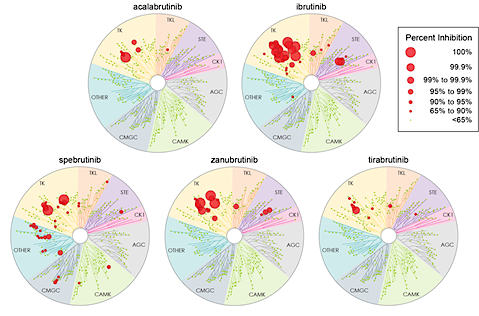 acalabrutinib
ibrutinib
TK
TKL
STE
CK1
AGC
CAMK
CMGC
OTHER
TK
TKL
STE
CK1
AGC
CAMK
CMGC
OTHER
Percent Inhibition
100%
99.9%
99% to 99.9%
95% to 99%
90% to 95%
65% to 90%
<65%
spebrutinib
zanubrutinib
tirabrutinib
TK
TKL
STE
CK1
AGC
CAMK
CMGC
OTHER
TK
TKL
STE
CK1
AGC
CAMK
CMGC
OTHER
TK
TKL
STE
CK1
AGC
CAMK
CMGC
OTHER